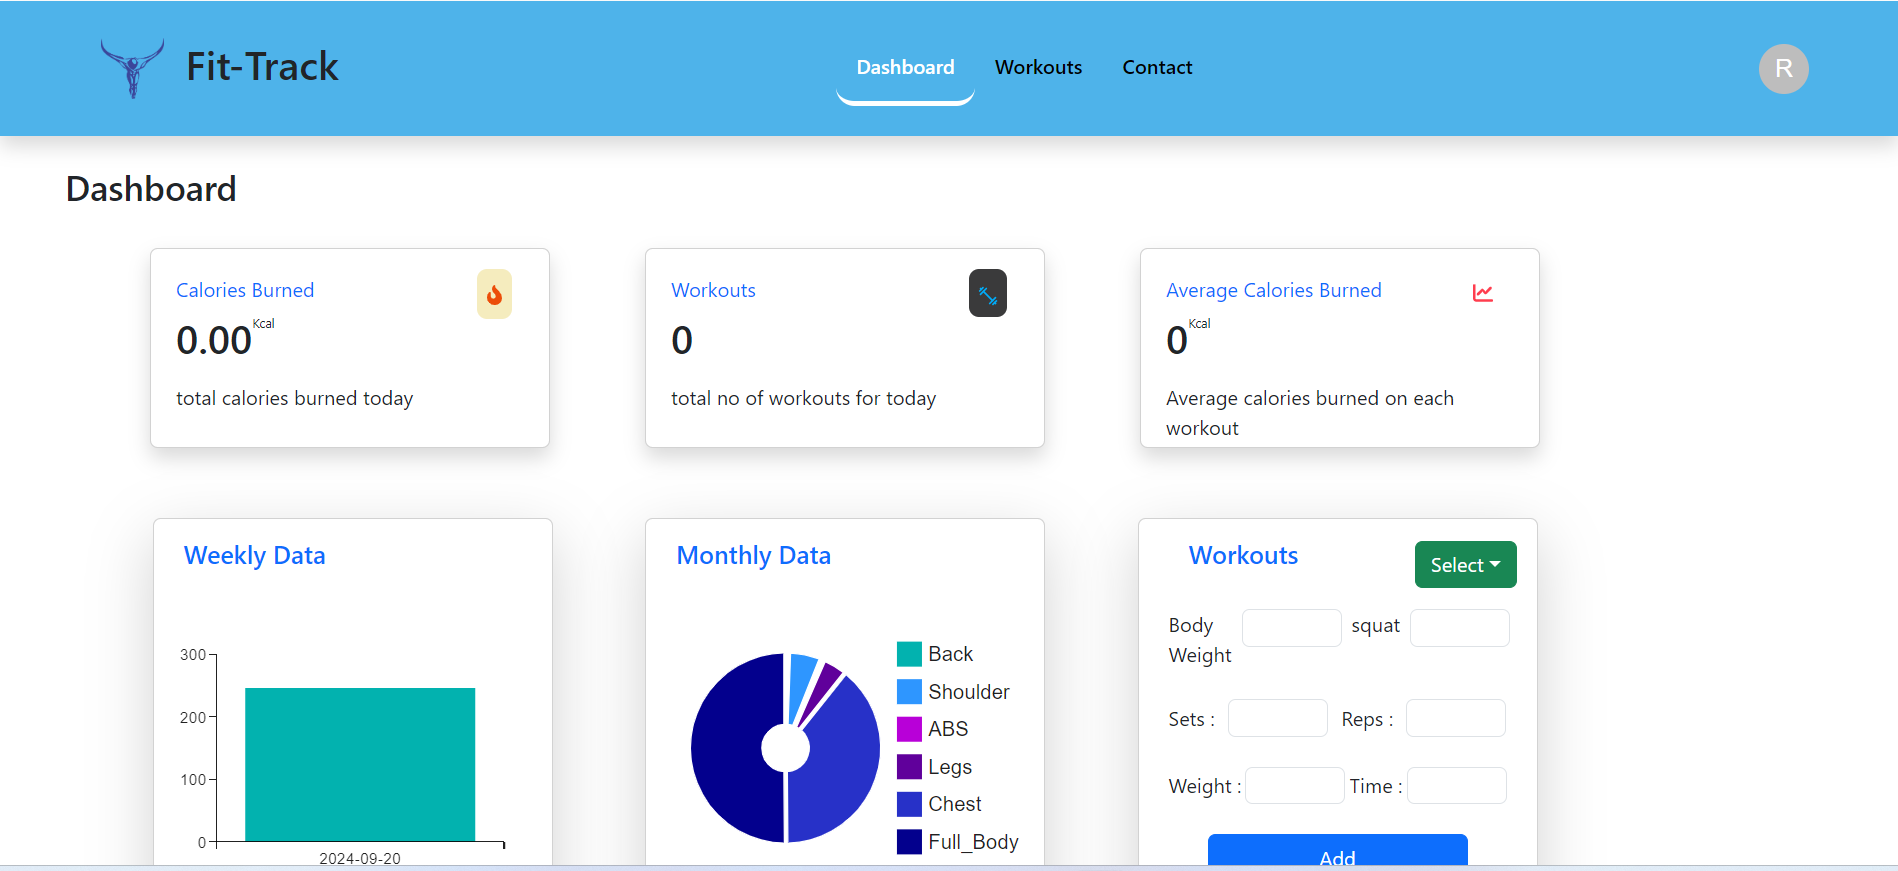 Fit-Track
Dashboard
Workouts
Contact
R
Dashboard
Calories Burned
0.00 Kcal
total calories burned today
Workouts
0
total no of workouts for today
Average Calories Burned
0 Kcal
Average calories burned on each
workout
Weekly Data
300
200
100
0
2024-09-20
Monthly Data
Back
Shoulder
ABS
Legs
Chest
Full_Body
Workouts
Select
Body
Weight
squat
Sets :
Reps :
Weight :
Time :
Add